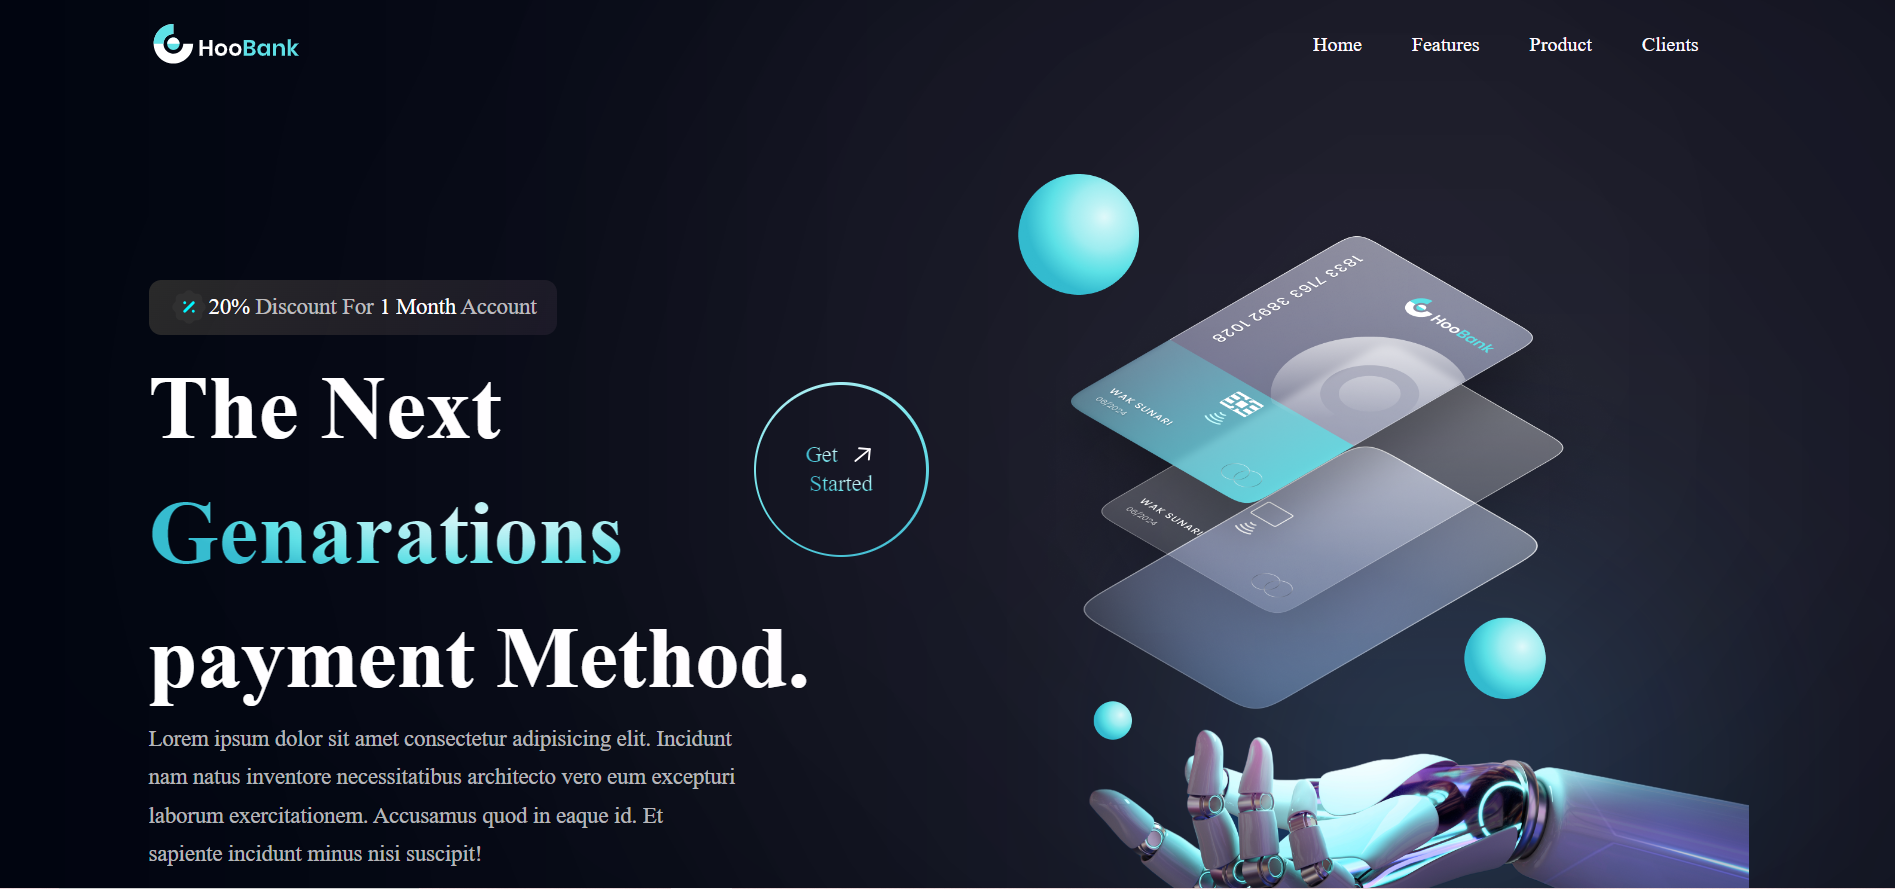 HooBank
Home Features Product Clients
20% Discount For 1 Month Account
The Next
Genarations
payment Method.
Get
Started
Lorem ipsum dolor sit amet consectetur adipisicing elit. Incidunt
nam natus inventore necessitatibus architecto vero eum excepturi
laborum exercitationem. Accusamus quod in eaque id. Et
sapiente incidunt minus nisi suscipit!
1833 7163 3892 1028
HooBank
WAK SUNARI
06/2024
WAK SUNARI
06/2024